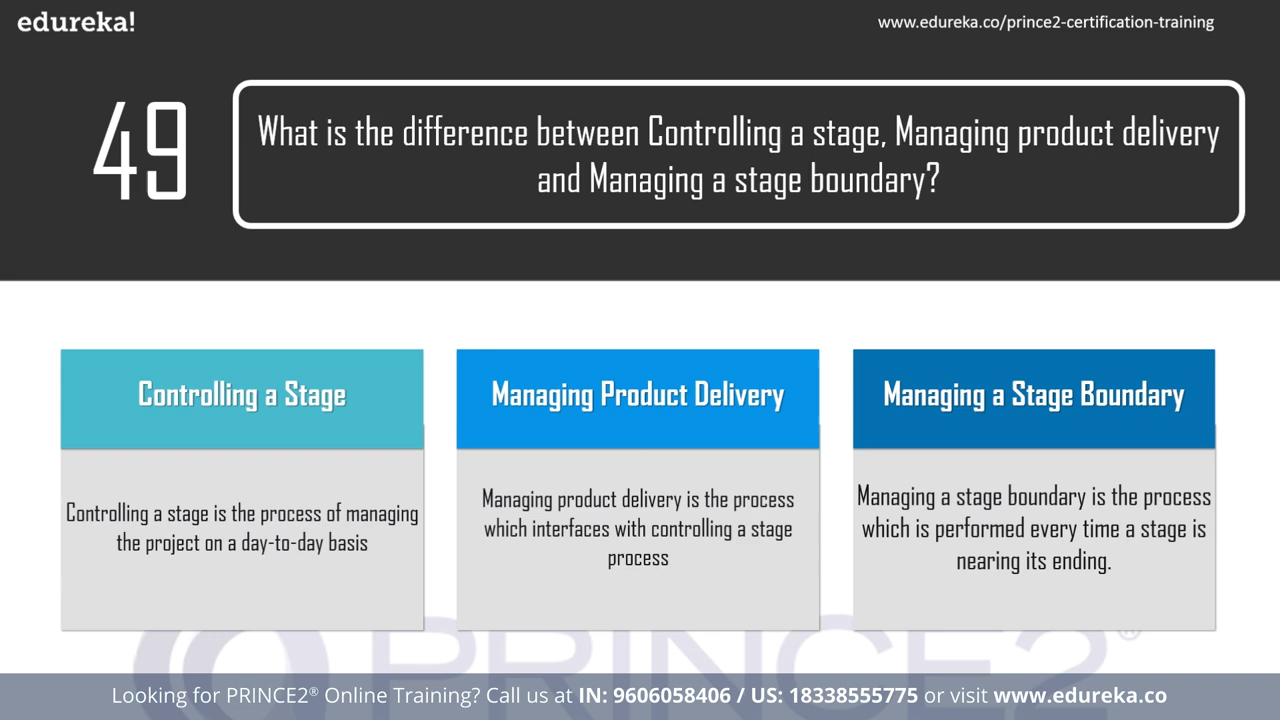 edureka!
www.edureka.co/prince2-certification-training
49
What is the difference between Controlling a stage, Managing product delivery
and Managing a stage boundary?
Controlling a Stage
Controlling a stage is the process of managing
the project on a day-to-day basis
Managing Product Delivery
Managing product delivery is the process
which interfaces with controlling a stage
process
Managing a Stage Boundary
Managing a stage boundary is the process
which is performed every time a stage is
nearing its ending.
PRINCE2®
Looking for PRINCE2® Online Training? Call us at IN: 9606058406 / US: 18338555775 or visit www.edureka.co